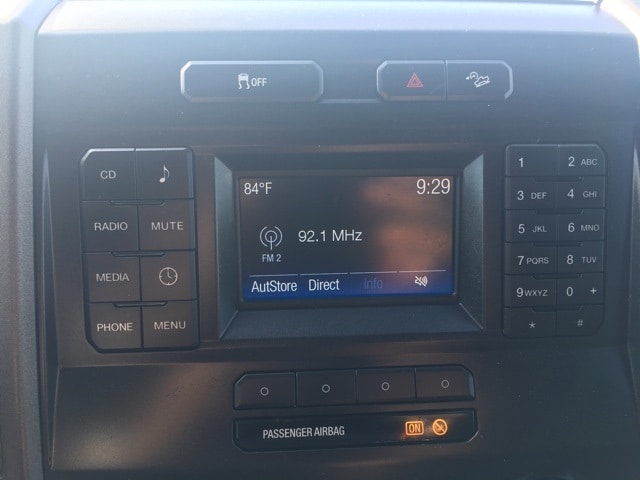 OFF
CD
RADIO MUTE
MEDIA
PHONE MENU
84°F 9:29
92.1 MHz
FM 2
AutStore Direct Info
1 2 ABC
3 DEF 4 GHI
5 JKL 6 MNO
7 PQRS 8 TUV
9 WXYZ 0 +
* #
PASSENGER AIRBAG ON